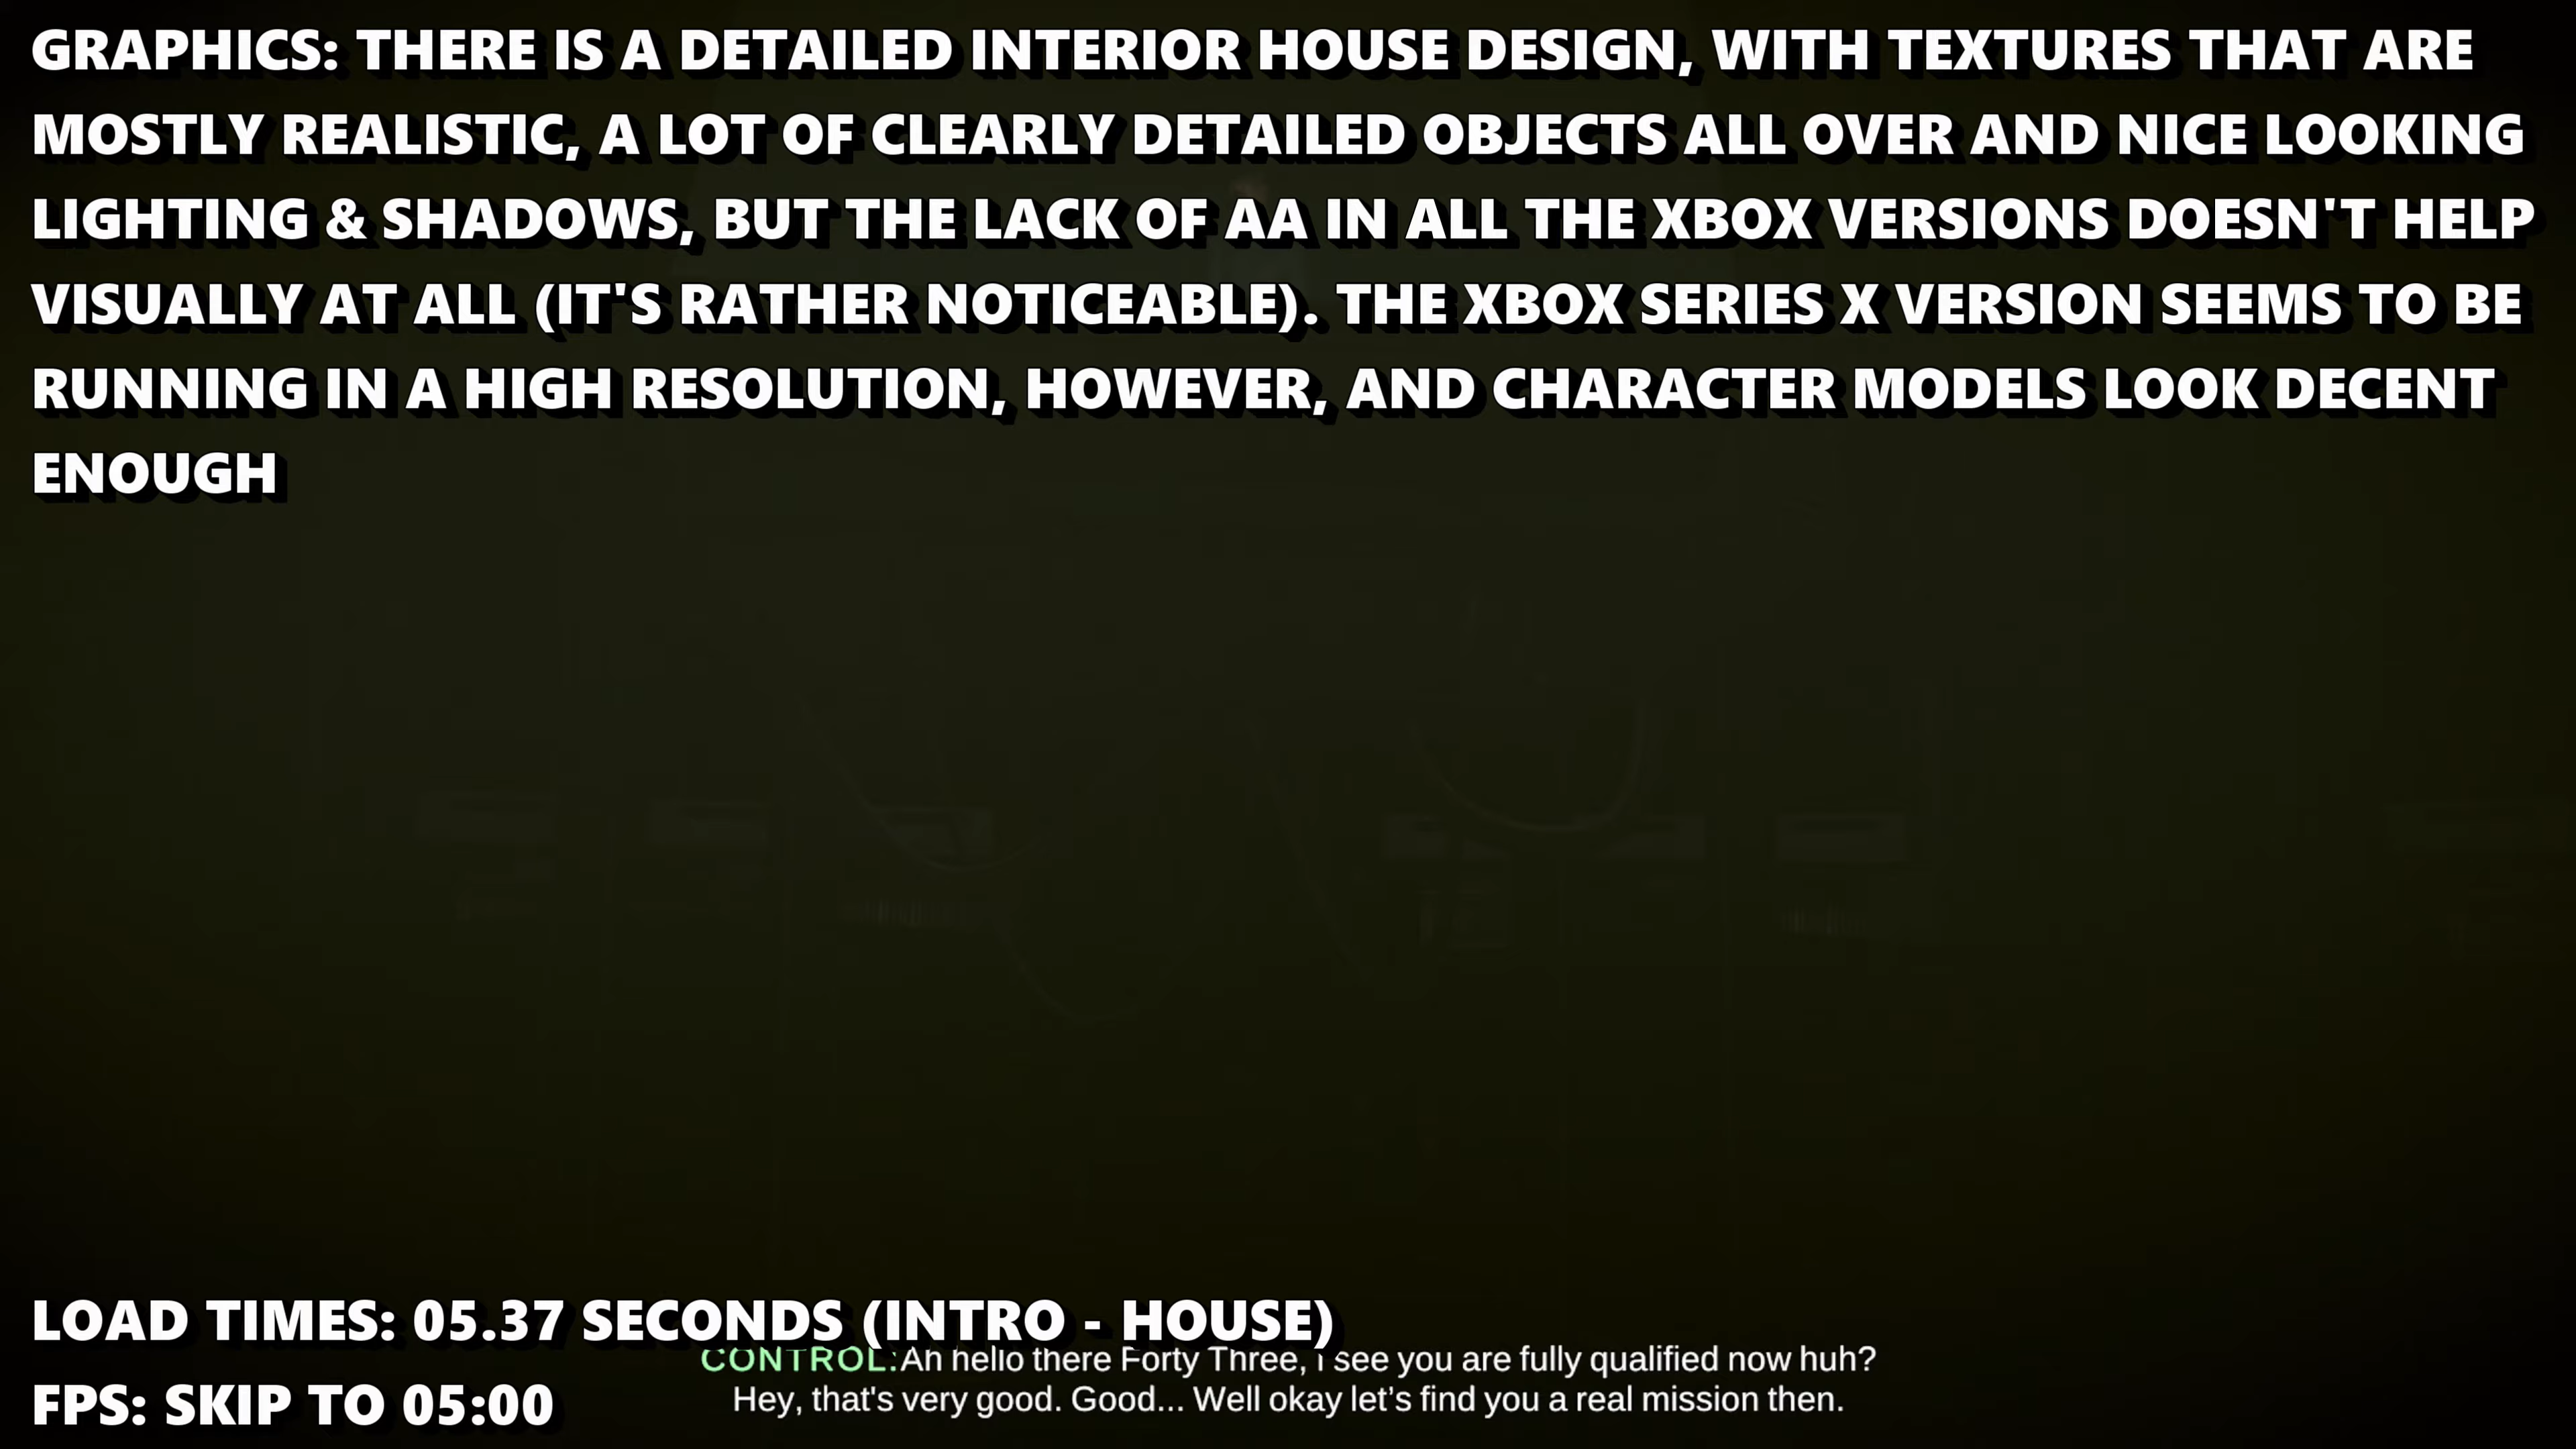 GRAPHICS: THERE IS A DETAILED INTERIOR HOUSE DESIGN, WITH TEXTURES THAT ARE
MOSTLY REALISTIC, A LOT OF CLEARLY DETAILED OBJECTS ALL OVER AND NICE LOOKING
LIGHTING & SHADOWS, BUT THE LACK OF AA IN ALL THE XBOX VERSIONS DOESN'T HELP
VISUALLY AT ALL (IT'S RATHER NOTICEABLE). THE XBOX SERIES X VERSION SEEMS TO BE
RUNNING IN A HIGH RESOLUTION, HOWEVER, AND CHARACTER MODELS LOOK DECENT
ENOUGH
LOAD TIMES: 05.37 SECONDS (INTRO - HOUSE)
CONTROL:Ah hello there Forty Three, i see you are fully qualified now huh?
Hey, that's very good. Good... Well okay let’s find you a real mission then.
FPS: SKIP TO 05:00